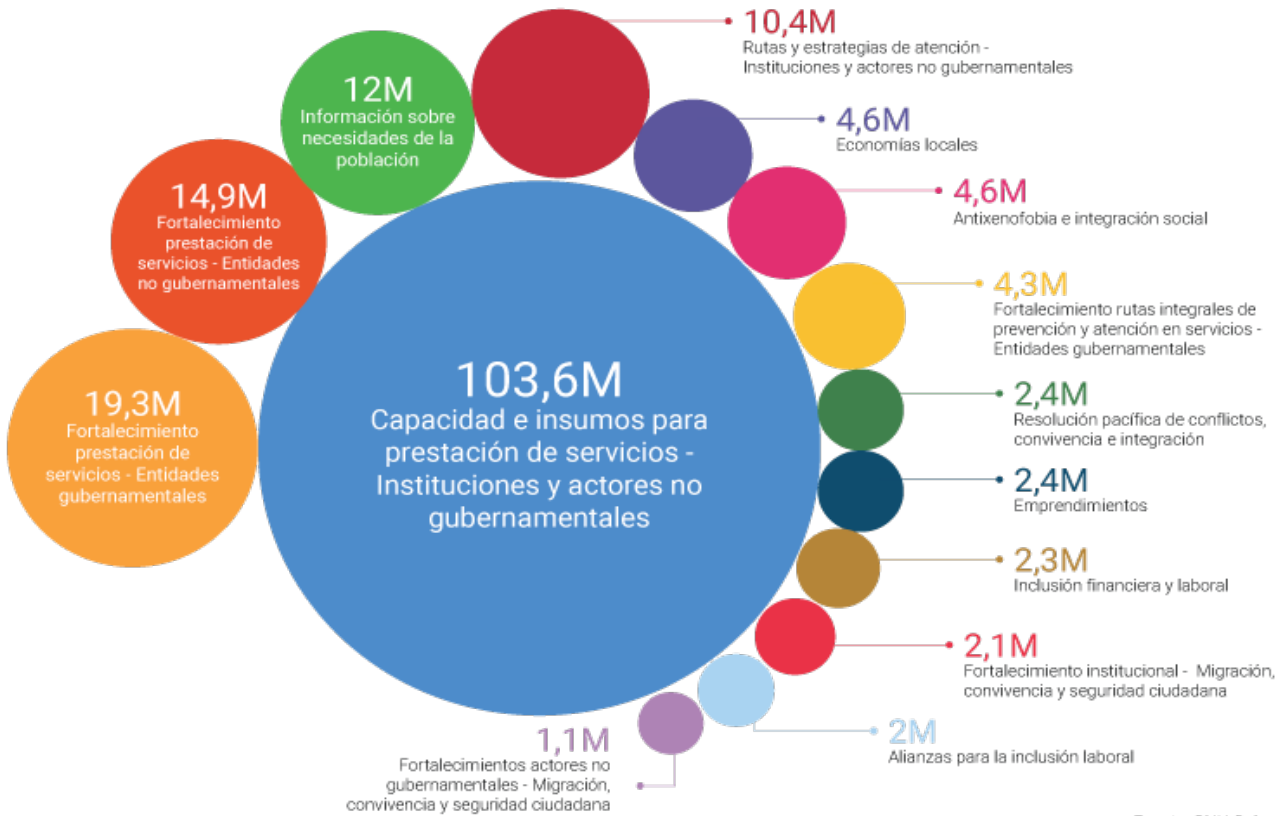 10,4M
Rutas y estrategias de atención -
Instituciones y actores no gubernamentales
12M
Información sobre
necesidades de la
población
4,6M
Economías locales
14,9M
Fortalecimiento
prestación de
servicios - Entidades
no gubernamentales
4,6M
Antixenofobia e integración social
4,3M
Fortalecimiento rutas integrales de
prevención y atención en servicios -
Entidades gubernamentales
103,6M
Capacidad e insumos para
prestación de servicios -
Instituciones y actores no
gubernamentales
19,3M
Fortalecimiento
prestación de
servicios - Entidades
gubernamentales
2,4M
Resolución pacífica de conflictos,
convivencia e integración
2,4M
Emprendimientos
2,3M
Inclusión financiera y laboral
2,1M
Fortalecimiento institucional - Migración,
convivencia y seguridad ciudadana
2M
Alianzas para la inclusión laboral
1,1M
Fortalecimientos actores no
gubernamentales - Migración,
convivencia y seguridad ciudadana